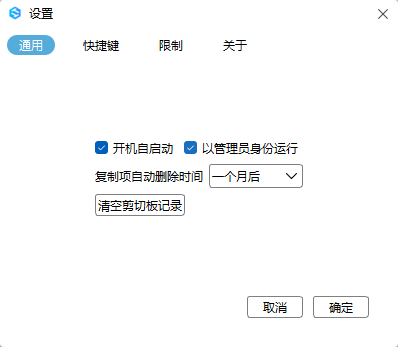 设置
通用 快捷键 限制 关于
开机自启动 以管理员身份运行
复制项自动删除时间 一个月后
清空剪切板记录
取消 确定